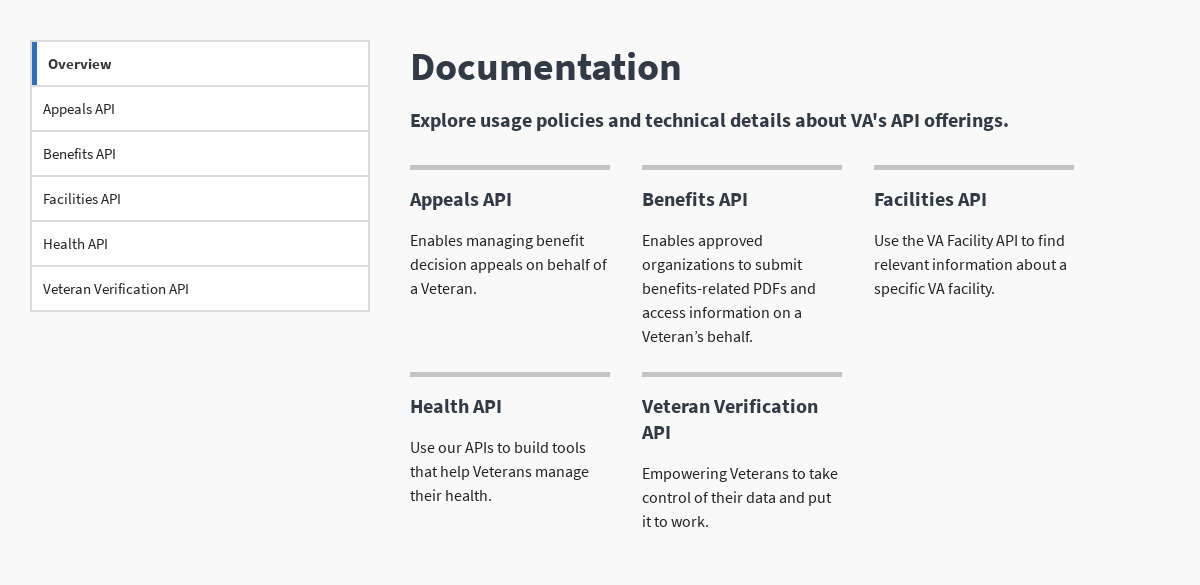 Overview
Appeals API
Benefits API
Facilities API
Health API
Veteran Verification API
Documentation
Explore usage policies and technical details about VA's API offerings.
Appeals API
Enables managing benefit
decision appeals on behalf of
a Veteran.
Benefits API
Enables approved
organizations to submit
benefits-related PDFs and
access information on a
Veteran’s behalf.
Facilities API
Use the VA Facility API to find
relevant information about a
specific VA facility.
Health API
Use our APIs to build tools
that help Veterans manage
their health.
Veteran Verification
API
Empowering Veterans to take
control of their data and put
it to work.